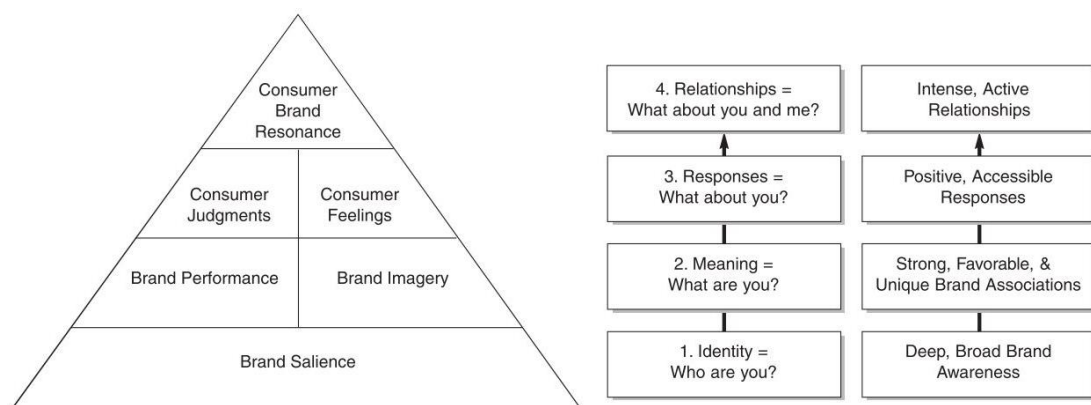 Consumer
Brand
Resonance
Consumer
Judgments
Consumer
Feelings
Brand Performance
Brand Imagery
Brand Salience
4. Relationships =
What about you and me?
Intense, Active
Relationships
3. Responses =
What about you?
Positive, Accessible
Responses
2. Meaning =
What are you?
Strong, Favorable, &
Unique Brand Associations
1. Identity =
Who are you?
Deep, Broad Brand
Awareness